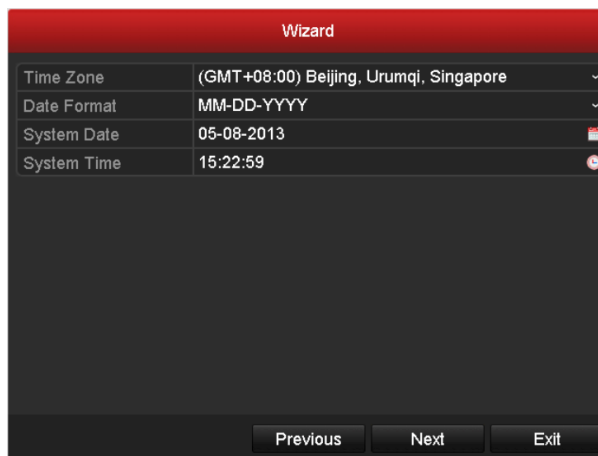 Wizard
Time Zone (GMT+08:00) Beijing, Urumqi, Singapore
Date Format MM-DD-YYYY
System Date 05-08-2013
System Time 15:22:59
Previous Next Exit